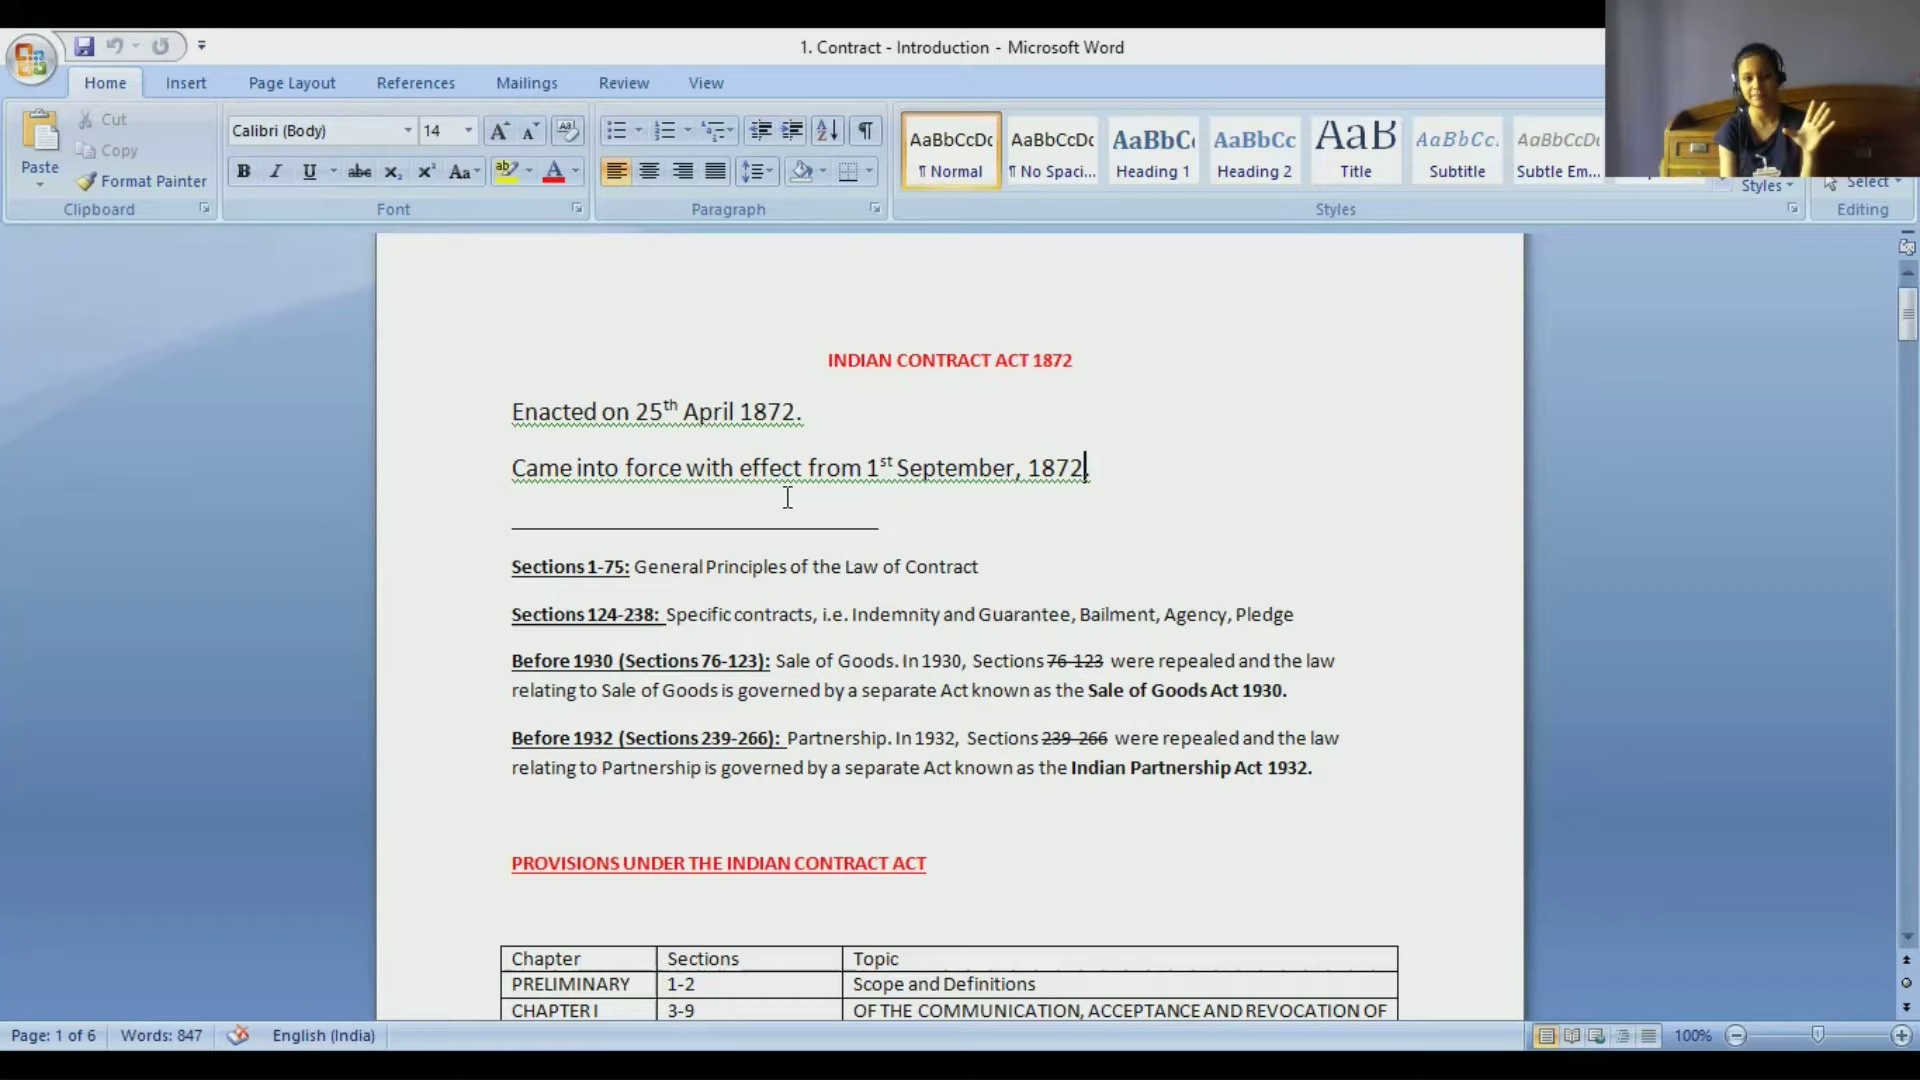 1. Contract - Introduction - Microsoft Word
Home Insert Page Layout References Mailings Review View
Paste
Cut
Copy
Format Painter
Clipboard
Calibri (Body) 14
Font
Paragraph
AaBbCcDc AaBbCcDc AaBbC AaBbCc AaB AaBbCc. AaBbCcDc
¶ Normal ¶ No Spaci... Heading 1 Heading 2 Title Subtitle Subtle Em...
Styles
Styles
Select
Editing
INDIAN CONTRACT ACT 1872
Enacted on 25th April 1872.
Came into force with effect from 1st September, 1872.
Sections 1-75: General Principles of the Law of Contract
Sections 124-238: Specific contracts, i.e. Indemnity and Guarantee, Bailment, Agency, Pledge
Before 1930 (Sections 76-123): Sale of Goods. In 1930, Sections 76-123 were repealed and the law
relating to Sale of Goods is governed by a separate Act known as the Sale of Goods Act 1930.
Before 1932 (Sections 239-266): Partnership. In 1932, Sections 239-266 were repealed and the law
relating to Partnership is governed by a separate Act known as the Indian Partnership Act 1932.
PROVISIONS UNDER THE INDIAN CONTRACT ACT
Chapter Sections Topic
PRELIMINARY 1-2 Scope and Definitions
CHAPTER I 3-9 OF THE COMMUNICATION, ACCEPTANCE AND REVOCATION OF
Page: 1 of 6 Words: 847 English (India) 100%